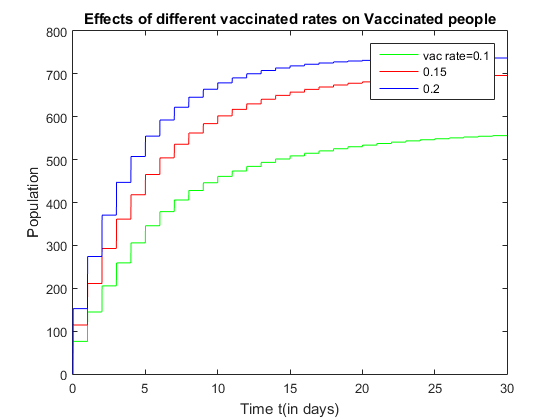 Effects of different vaccinated rates on Vaccinated people
800
700
600
500
400
300
200
100
0
Population
vac rate=0.1
0.15
0.2
0 5 10 15 20 25 30
Time t(in days)